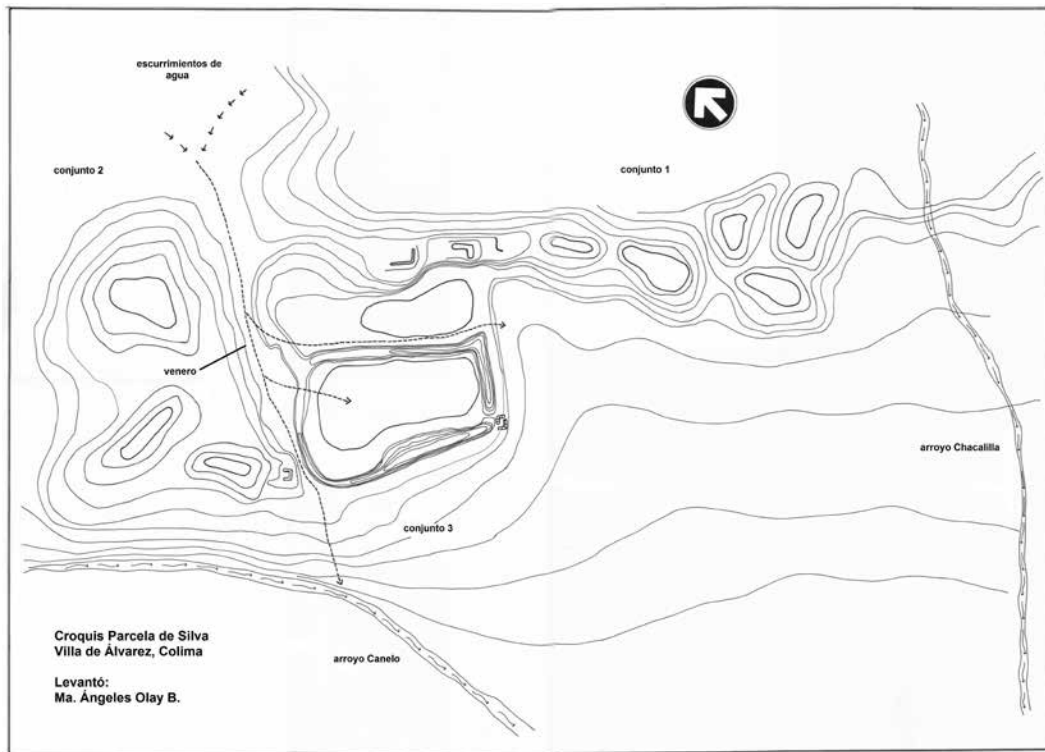 escurrimientos de
agua
conjunto 2
conjunto 1
venero
arroyo Chacalilla
conjunto 3
arroyo Canelo
Croquis Parcela de Silva
Villa de Álvarez, Colima
Levantó:
Ma. Ángeles Olay B.